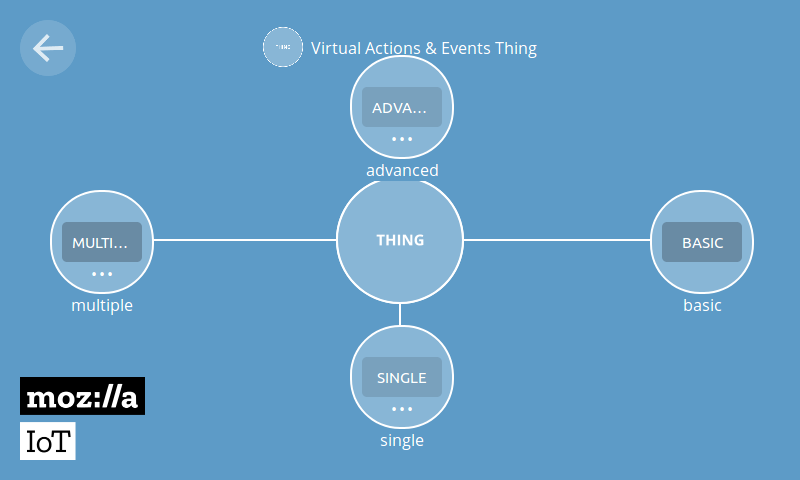 THING
Virtual Actions & Events Thing
ADVA...
advanced
MULTI...
multiple
THING
BASIC
basic
SINGLE
single
moz://a
IoT